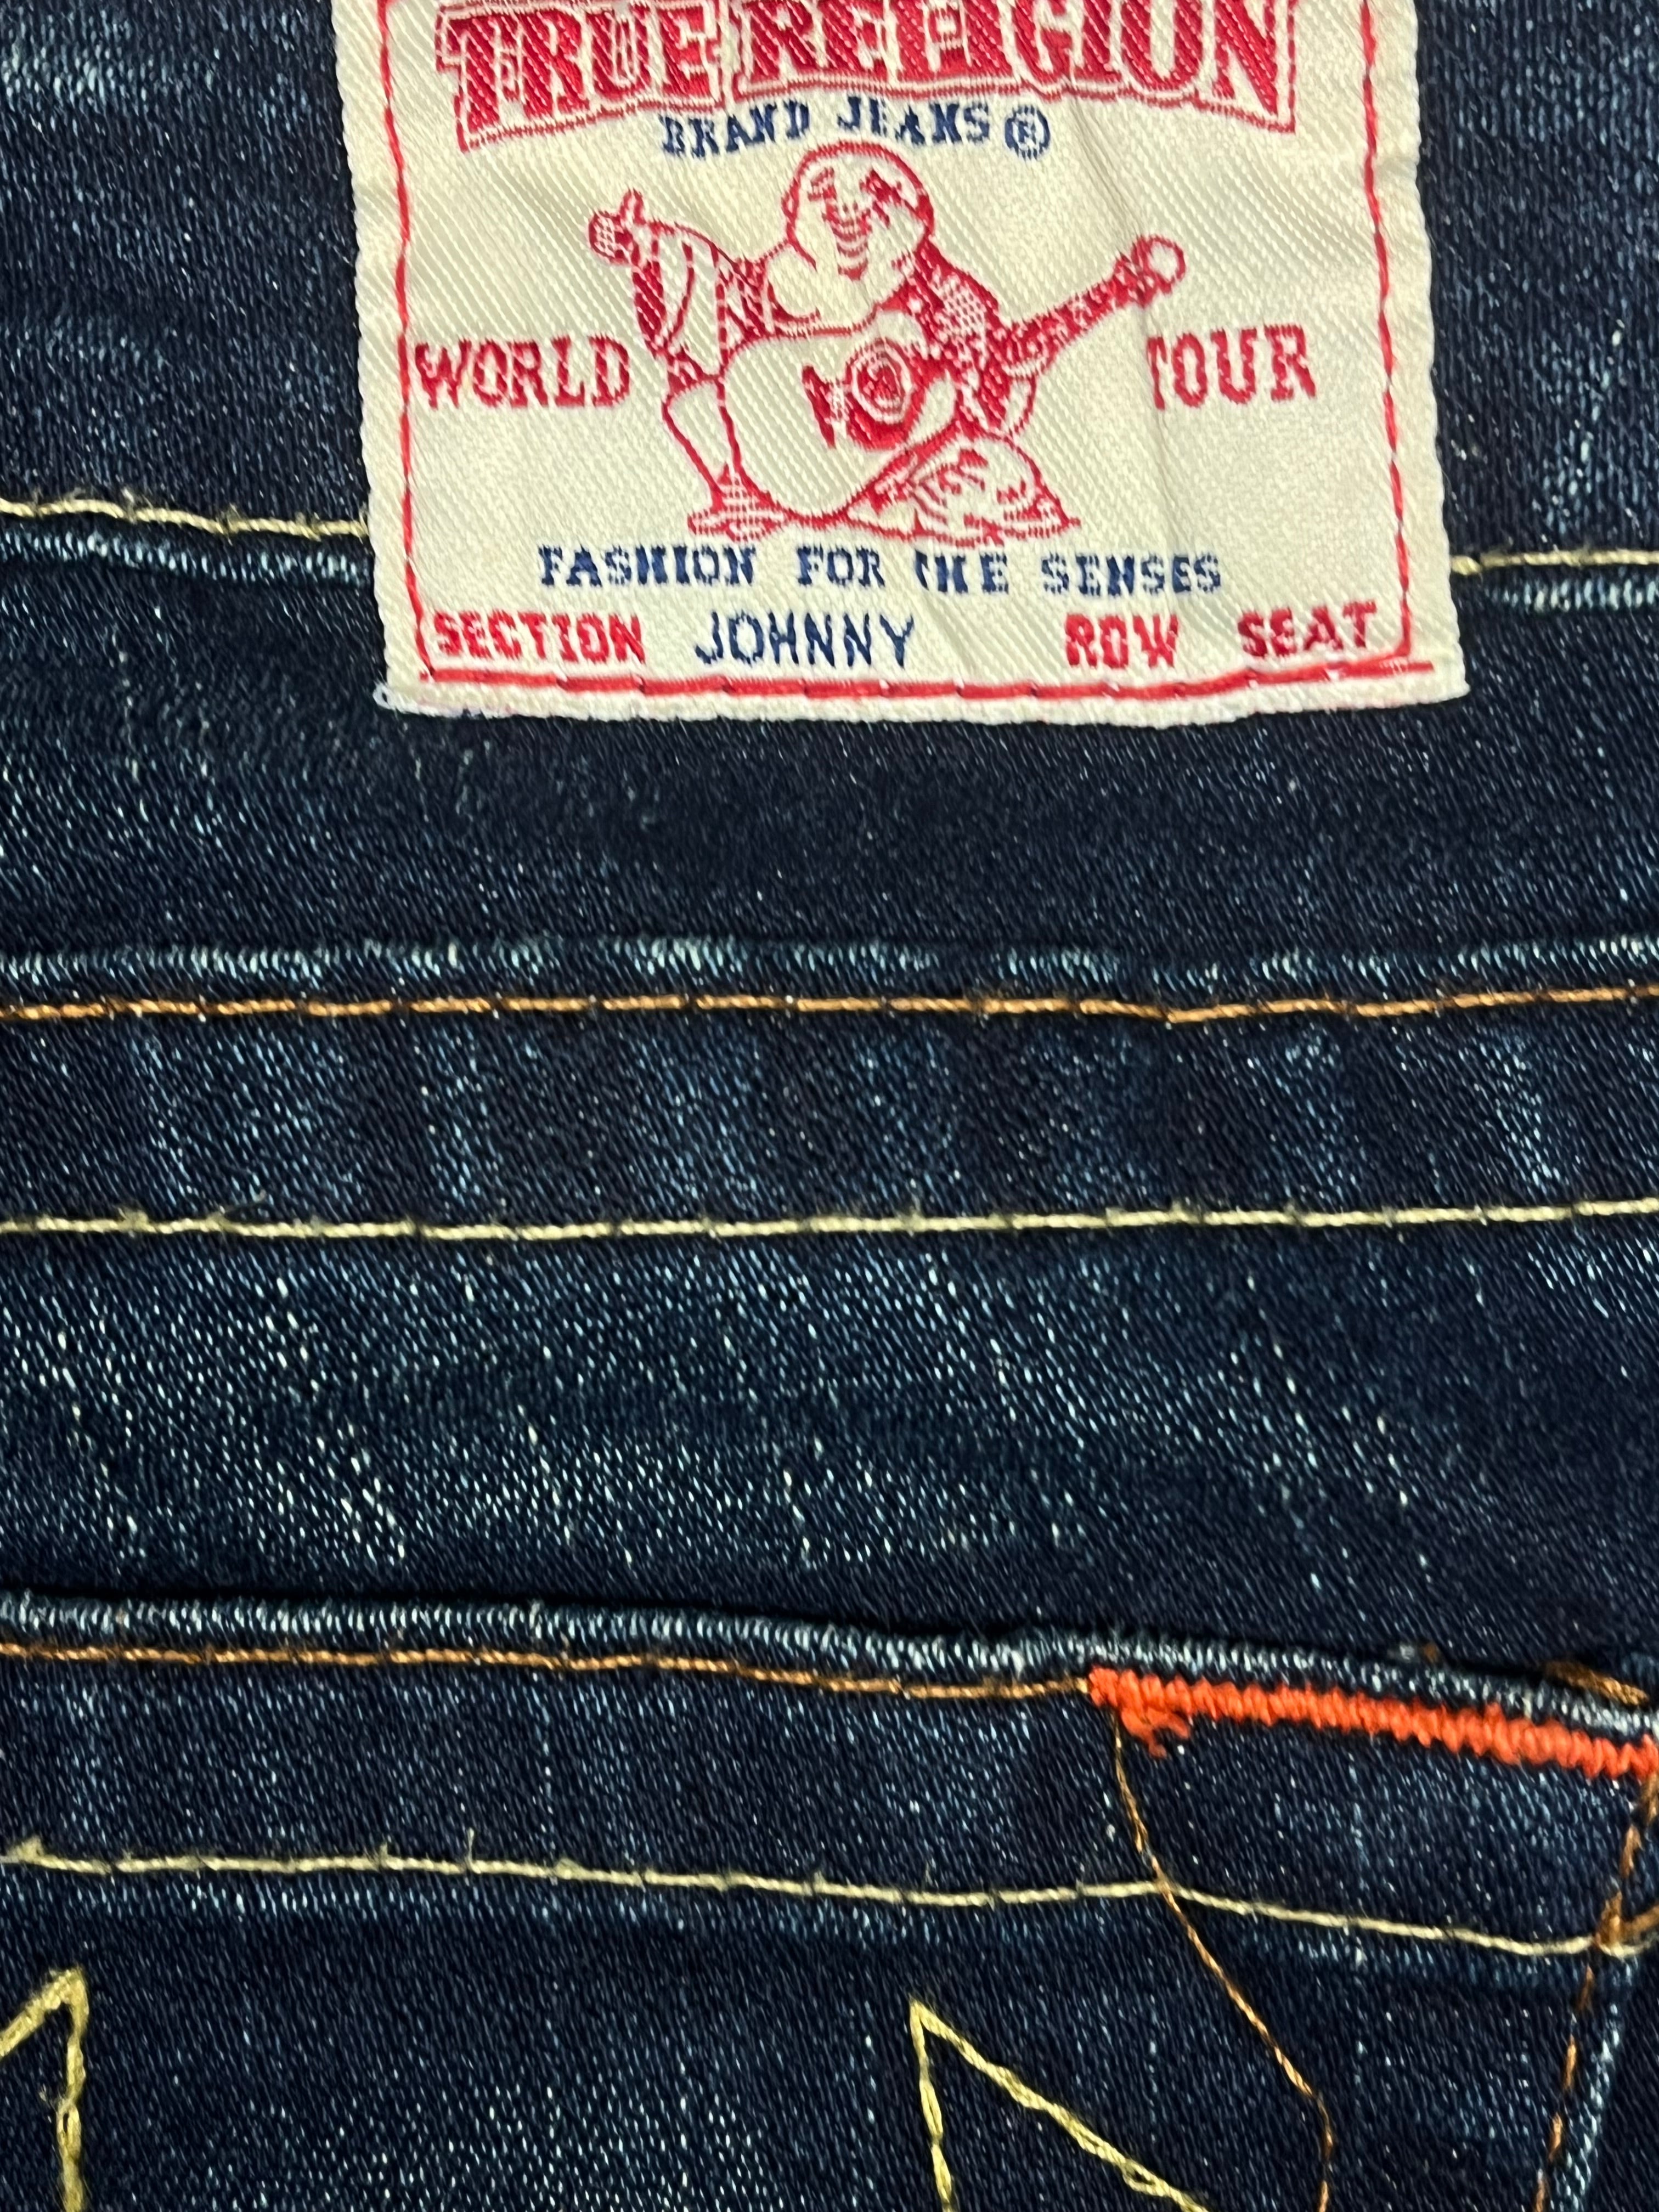 TRUE RELIGION
BRAND JEANS®
WORLD TOUR
FASHION FOR THE SENSES
SECTION JOHNNY ROW SEAT